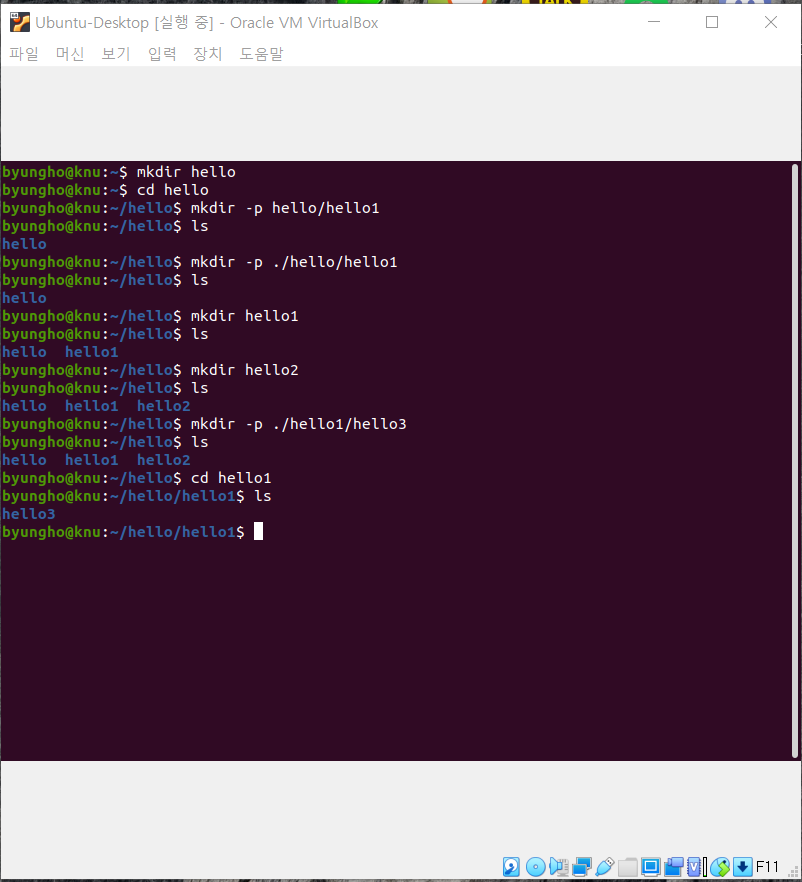 Ubuntu-Desktop [실행 중] - Oracle VM VirtualBox
파일 머신 보기 입력 장치 도움말
byungho@knu:~$ mkdir hello
byungho@knu:~$ cd hello
byungho@knu:~/hello$ mkdir -p hello/hello1
byungho@knu:~/hello$ ls
hello
byungho@knu:~/hello$ mkdir -p ./hello/hello1
byungho@knu:~/hello$ ls
hello
byungho@knu:~/hello$ mkdir hello1
byungho@knu:~/hello$ ls
hello  hello1
byungho@knu:~/hello$ mkdir hello2
byungho@knu:~/hello$ ls
hello  hello1  hello2
byungho@knu:~/hello$ mkdir -p ./hello1/hello3
byungho@knu:~/hello$ ls
hello  hello1  hello2
byungho@knu:~/hello$ cd hello1
byungho@knu:~/hello/hello1$ ls
hello3
byungho@knu:~/hello/hello1$
F11